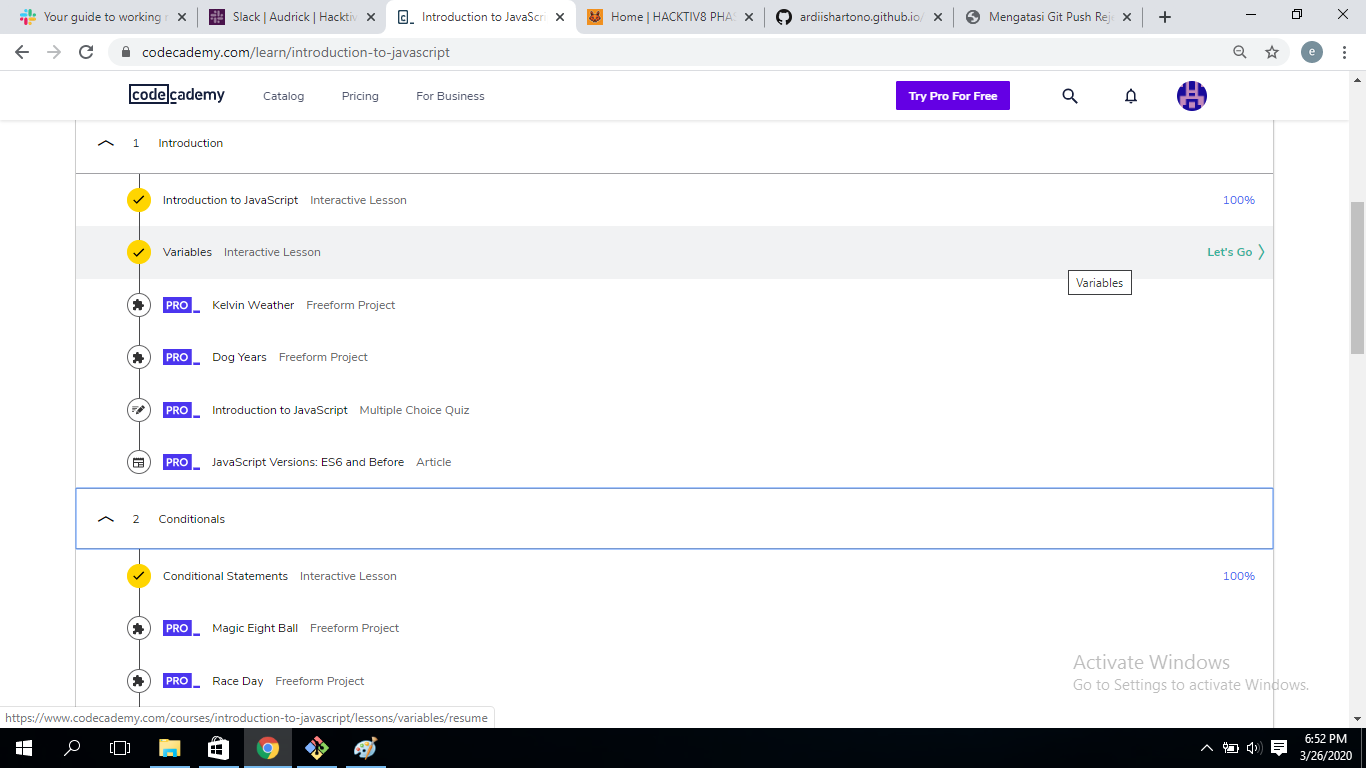 Your guide to working
Slack | Audrick | Hacktiv
Introduction to JavaScri
Home | HACKTIV8 PHAS
ardiishartono.github.io/
Mengatasi Git Push Reje
codecademy.com/learn/introduction-to-javascript
e
codecademy
Catalog
Pricing
For Business
Try Pro For Free
1 Introduction
Introduction to JavaScript Interactive Lesson 100%
Variables Interactive Lesson Let's Go
Variables
PRO Kelvin Weather Freeform Project
PRO Dog Years Freeform Project
PRO Introduction to JavaScript Multiple Choice Quiz
PRO JavaScript Versions: ES6 and Before Article
2 Conditionals
Conditional Statements Interactive Lesson 100%
PRO Magic Eight Ball Freeform Project
Activate Windows
PRO Race Day Freeform Project
Go to Settings to activate Windows.
https://www.codecademy.com/courses/introduction-to-javascript/lessons/variables/resume
6:52 PM
3/26/2020